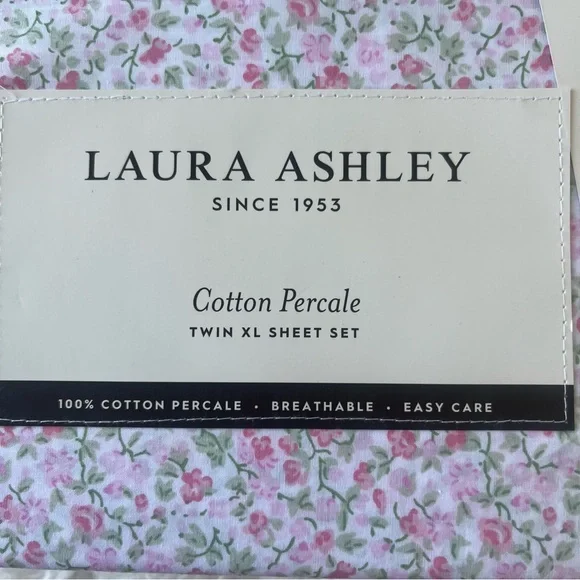 LAURA ASHLEY
SINCE 1953
Cotton Percale
TWIN XL SHEET SET
100% COTTON PERCALE · BREATHABLE · EASY CARE